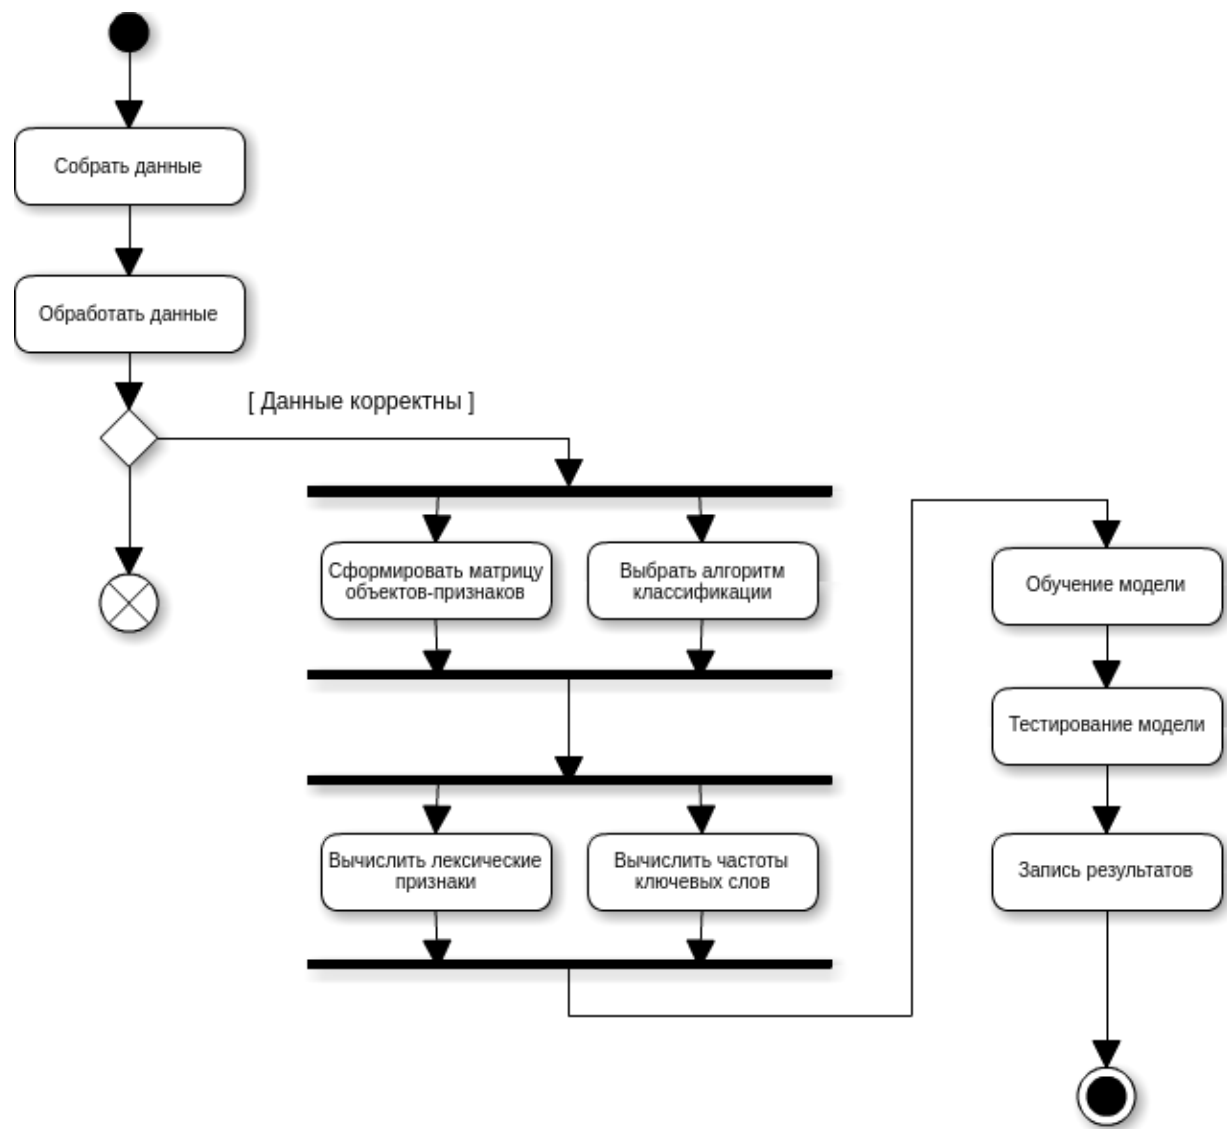 Собрать данные
Обработать данные
[ Данные корректны ]
Сформировать матрицу
объектов-признаков
Выбрать алгоритм
классификации
Вычислить лексические
признаки
Вычислить частоты
ключевых слов
Обучение модели
Тестирование модели
Запись результатов